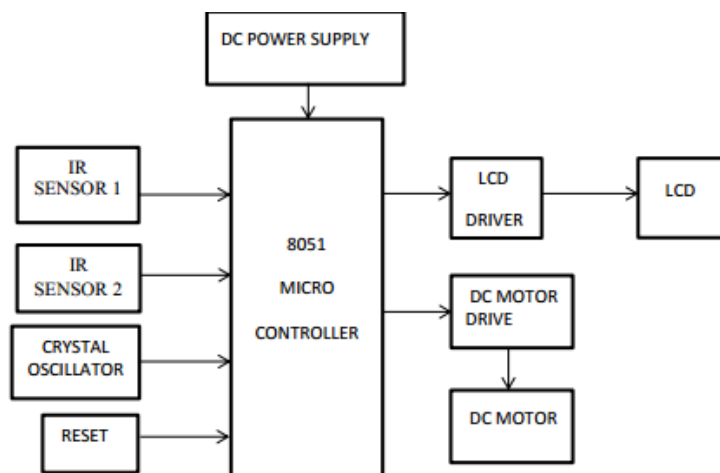 DC POWER SUPPLY
IR
SENSOR 1
IR
SENSOR 2
CRYSTAL
OSCILLATOR
RESET
8051
MICRO
CONTROLLER
LCD
DRIVER
LCD
DC MOTOR
DRIVE
DC MOTOR